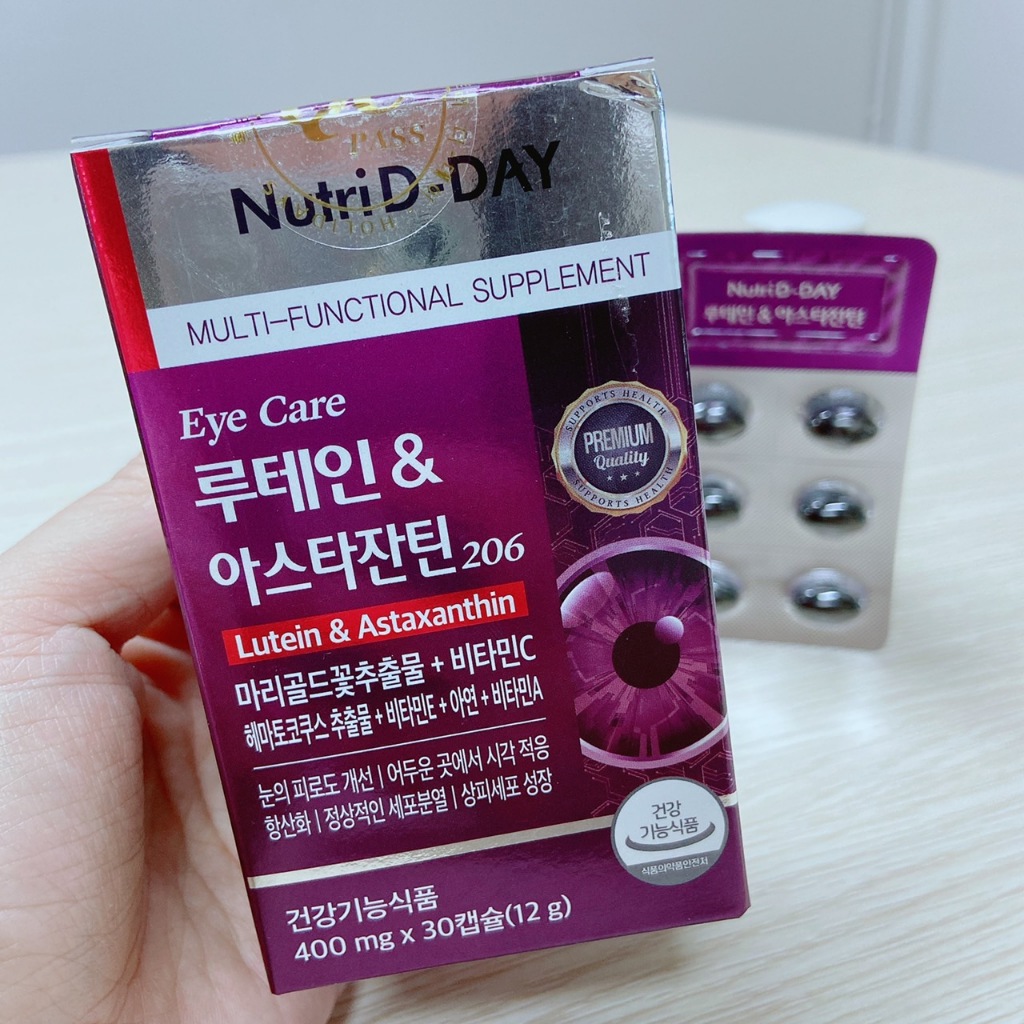 PASS
Nutri D-DAY
MULTI-FUNCTIONAL SUPPLEMENT
Eye Care
루테인 &
아스타잔틴 206
Lutein & Astaxanthin
마리골드꽃추출물 + 비타민C
헤마토코쿠스 추출물 + 비타민E + 아연 + 비타민A
눈의 피로도 개선 | 어두운 곳에서 시각 적응
항산화 | 정상적인 세포분열 | 상피세포 성장
건강기능식품
400 mg x 30캡슐(12 g)
SUPPORTS HEALTH
PREMIUM
Quality
SUPPORTS HEALTH
건강
기능식품
식품의약품안전처
Nutri D-DAY
루테인 & 아스타잔틴